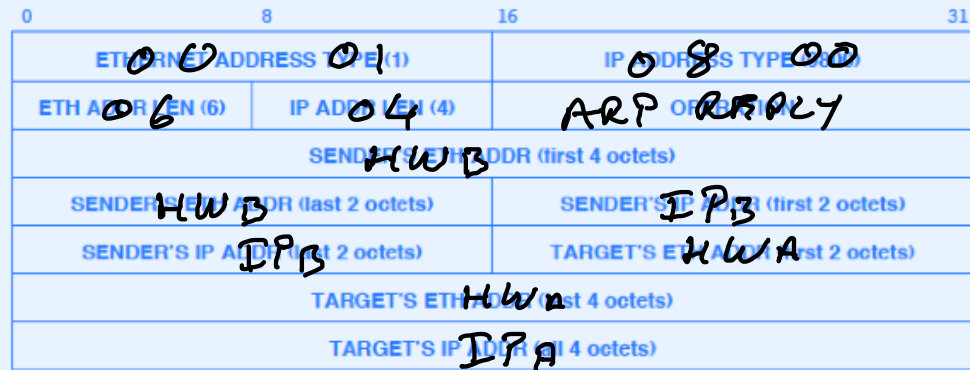 0 8 16 31
ETHERNET ADDRESS TYPE (1) IP ADDRESS TYPE (0800)
00 01 08 00
ETH ADDR LEN (6) IP ADDR LEN (4) OPERATION
06 04 ARP REPLY
SENDER'S ETH ADDR (first 4 octets)
HWB
SENDER'S ETH ADDR (last 2 octets) SENDER'S IP ADDR (first 2 octets)
HWB IPB
SENDER'S IP ADDR (last 2 octets) TARGET'S ETH ADDR (first 2 octets)
IPB HWA
TARGET'S ETH ADDR (last 4 octets)
HWA
TARGET'S IP ADDR (all 4 octets)
IPA